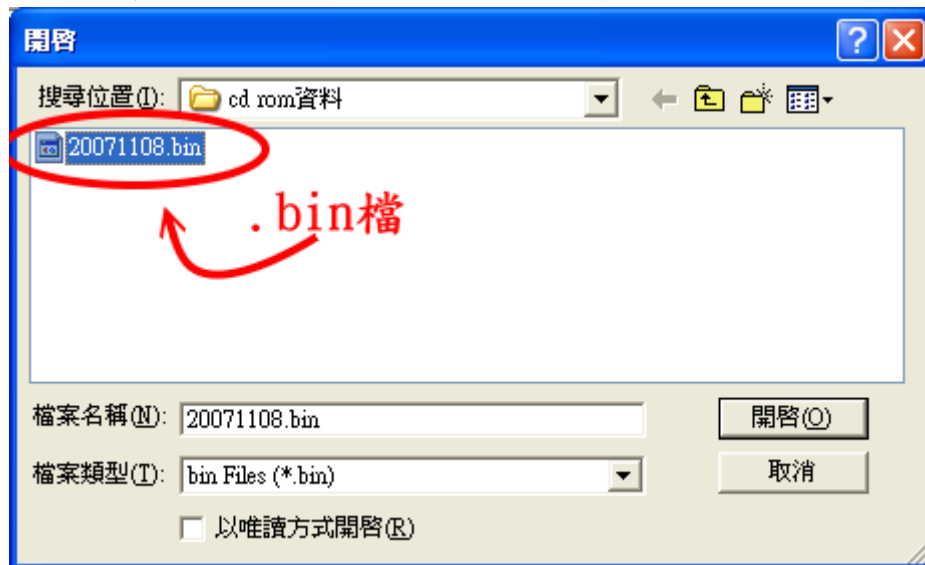 開啓
搜尋位置(I): cd rom資料
20071108.bin
.bin檔
檔案名稱(N): 20071108.bin 開啓(O)
檔案類型(T): bin Files (*.bin) 取消
以唯讀方式開啓(R)